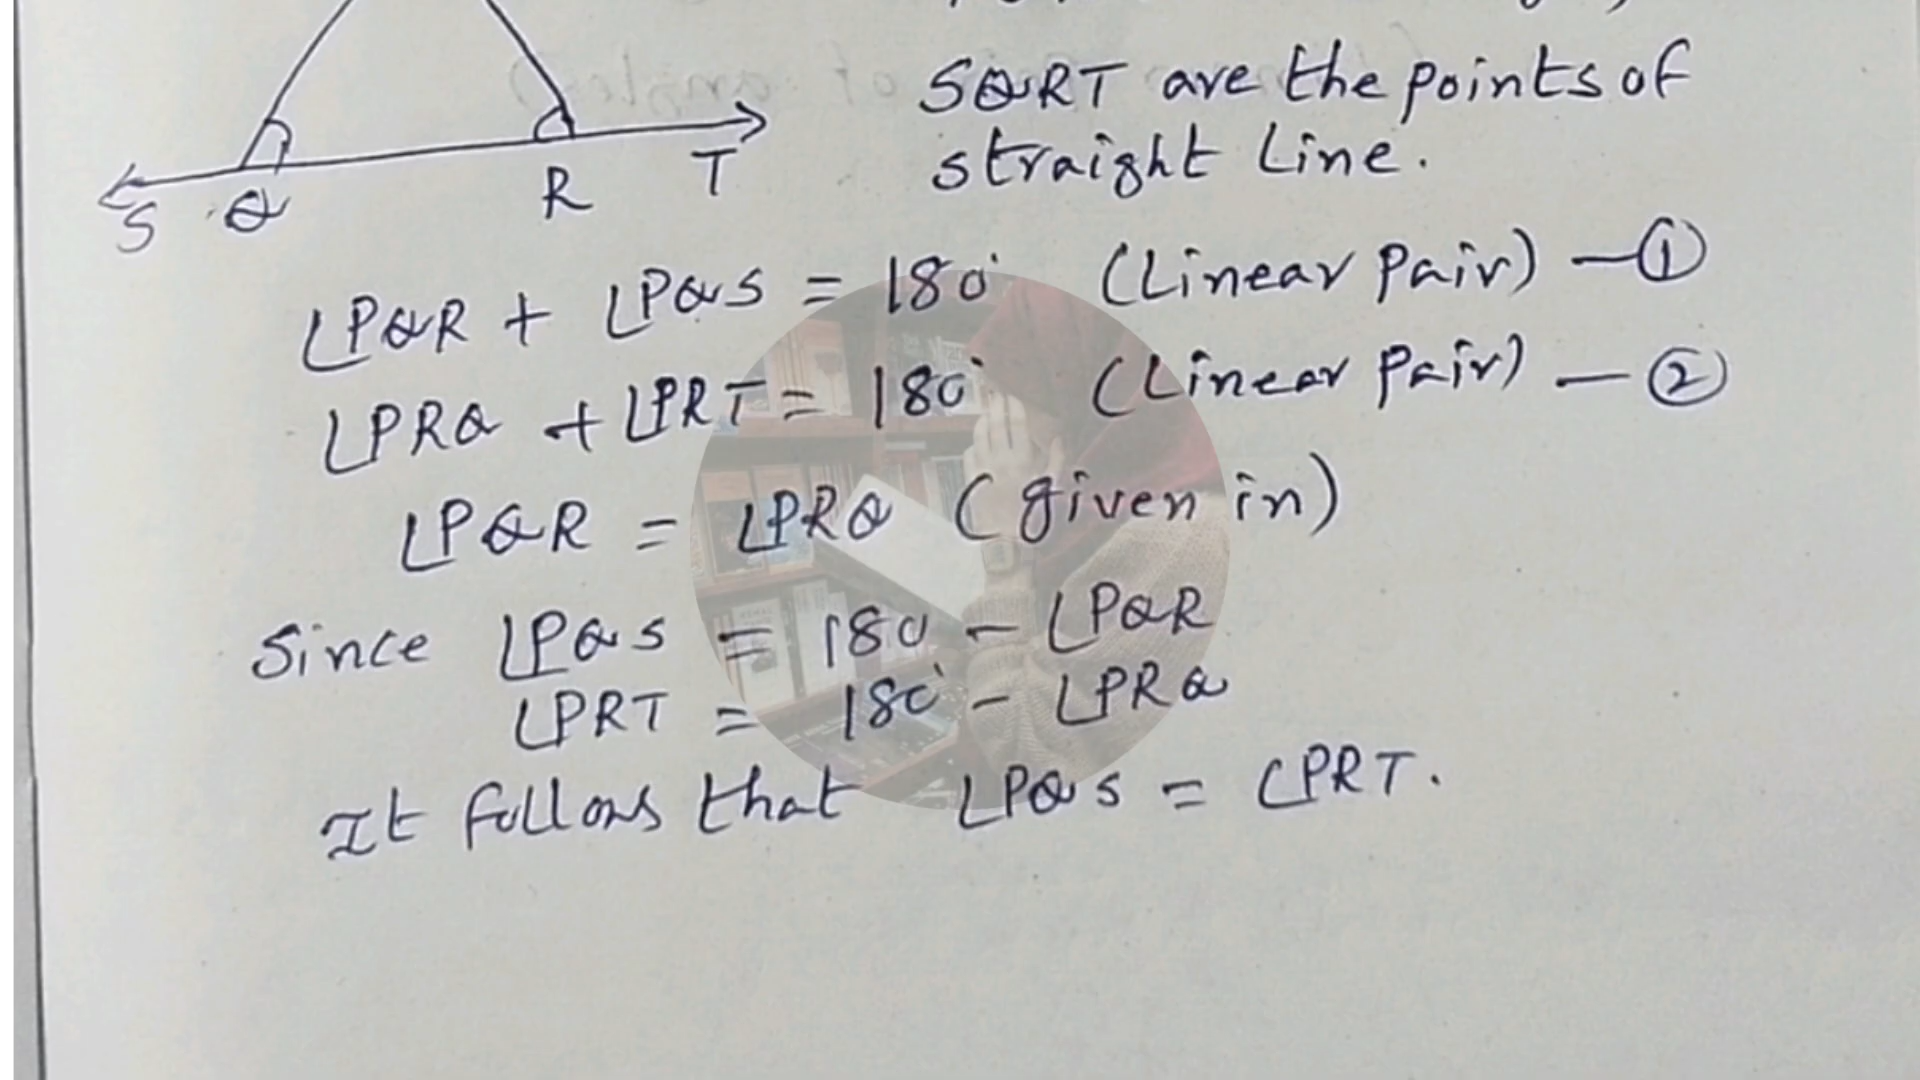 SQRT are the points of
straight Line.
S Q R T
∠PQR + ∠PQS = 180° (Linear Pair) — ①
∠PRQ + ∠PRT = 180° (Linear Pair) — ②
∠PQR = ∠PRQ (given in)
Since ∠PQS = 180 - ∠PQR
∠PRT = 180° - ∠PRQ
It follows that ∠PQS = ∠PRT.